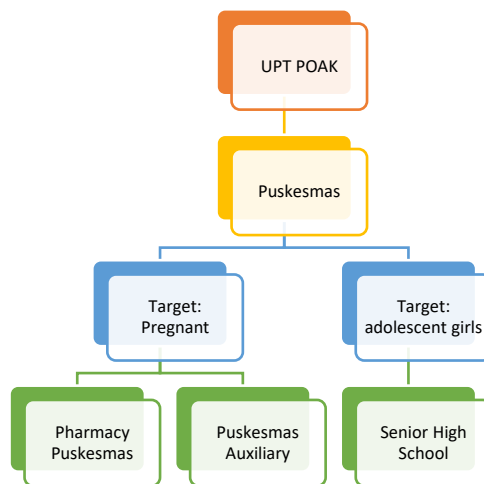 UPT POAK
Puskesmas
Target:
Pregnant
Target:
adolescent girls
Pharmacy
Puskesmas
Puskesmas
Auxiliary
Senior High
School